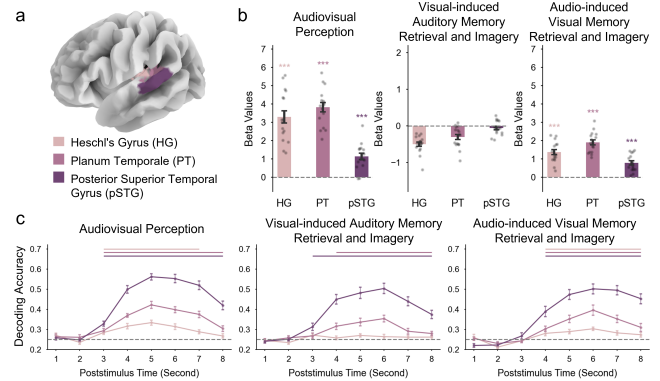 a
Heschl's Gyrus (HG)
Planum Temporale (PT)
Posterior Superior Temporal
Gyrus (pSTG)
b
Audiovisual
Perception
Beta Values
7
6
5
4
3
2
1
0
***
***
***
HG PT pSTG
Visual-induced
Auditory Memory
Retrieval and Imagery
Beta Values
2
1
0
−1
HG PT pSTG
Audio-induced
Visual Memory
Retrieval and Imagery
Beta Values
7
6
5
4
3
2
1
0
***
***
***
HG PT pSTG
c
Audiovisual Perception
Decoding Accuracy
0.7
0.6
0.5
0.4
0.3
0.2
1 2 3 4 5 6 7 8
Poststimulus Time (Second)
Visual-induced Auditory Memory
Retrieval and Imagery
0.7
0.6
0.5
0.4
0.3
0.2
1 2 3 4 5 6 7 8
Poststimulus Time (Second)
Audio-induced Visual Memory
Retrieval and Imagery
0.7
0.6
0.5
0.4
0.3
0.2
1 2 3 4 5 6 7 8
Poststimulus Time (Second)